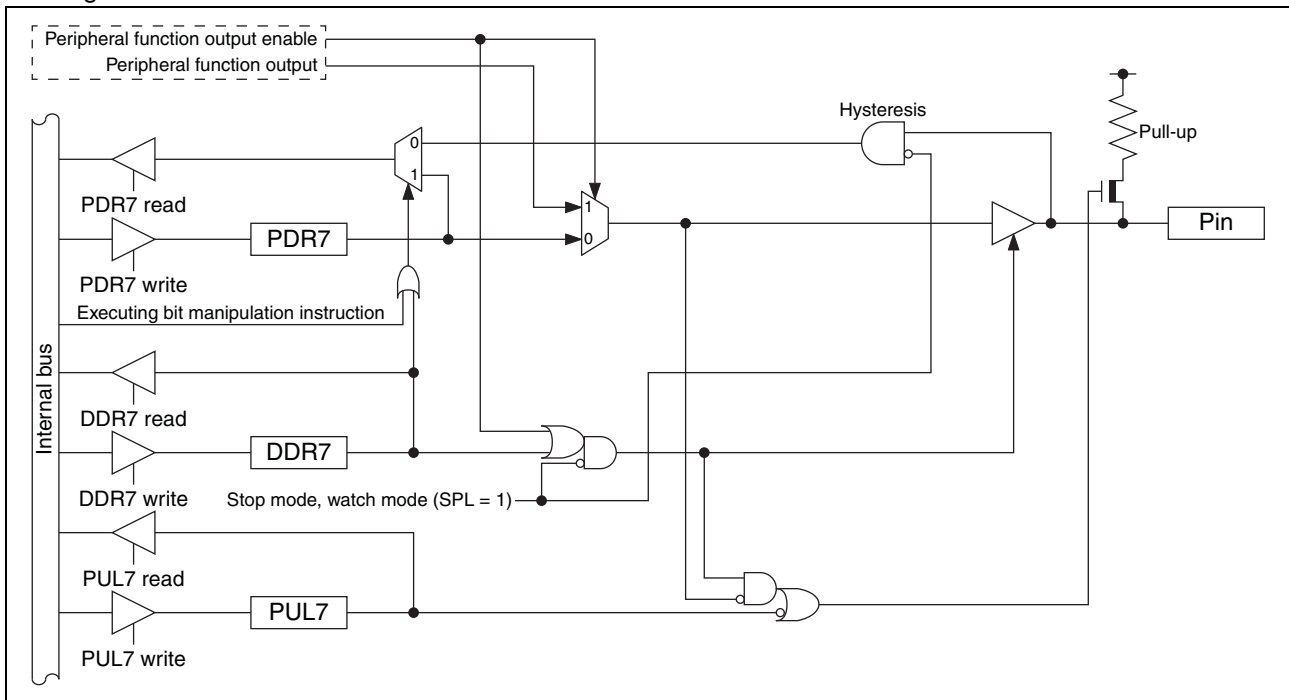 Peripheral function output enable
Peripheral function output
Hysteresis
Pull-up
0
1
PDR7 read
1
0
PDR7
Pin
PDR7 write
Executing bit manipulation instruction
Internal bus
DDR7 read
DDR7
DDR7 write
Stop mode, watch mode (SPL = 1)
PUL7 read
PUL7
PUL7 write